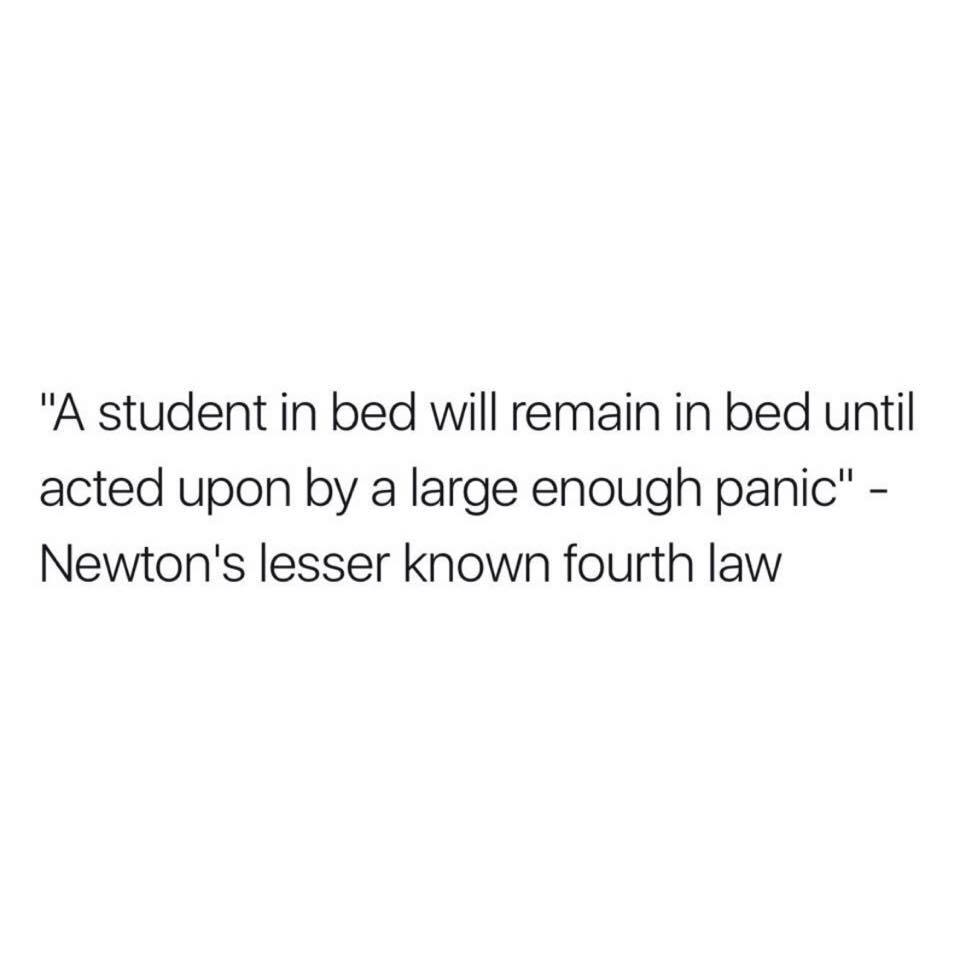 "A student in bed will remain in bed until
acted upon by a large enough panic" -
Newton's lesser known fourth law